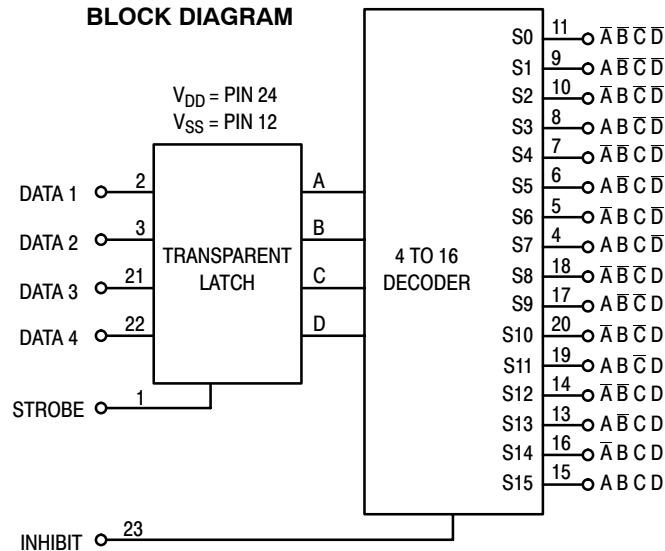 BLOCK DIAGRAM
V_DD = PIN 24
V_SS = PIN 12
DATA 1 2
DATA 2 3
DATA 3 21
DATA 4 22
STROBE 1
INHIBIT 23
TRANSPARENT
LATCH
A
B
C
D
4 TO 16
DECODER
S0 11 A̅ B̅ C̅ D̅
S1 9 A B̅ C̅ D̅
S2 10 A̅ B C̅ D̅
S3 8 A B C̅ D̅
S4 7 A̅ B̅ C D̅
S5 6 A B̅ C D̅
S6 5 A̅ B C D̅
S7 4 A B C D̅
S8 18 A̅ B̅ C̅ D
S9 17 A B̅ C̅ D
S10 20 A̅ B C̅ D
S11 19 A B C̅ D
S12 14 A̅ B̅ C D
S13 13 A B̅ C D
S14 16 A̅ B C D
S15 15 A B C D